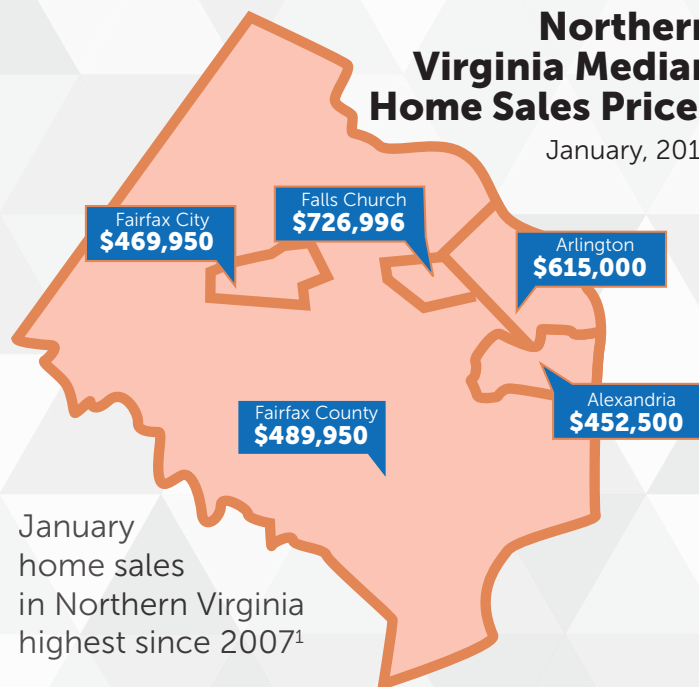 Northern
Virginia Median
Home Sales Price
January, 201
Fairfax City
$469,950
Falls Church
$726,996
Arlington
$615,000
Alexandria
$452,500
Fairfax County
$489,950
January
home sales
in Northern Virginia
highest since 2007¹